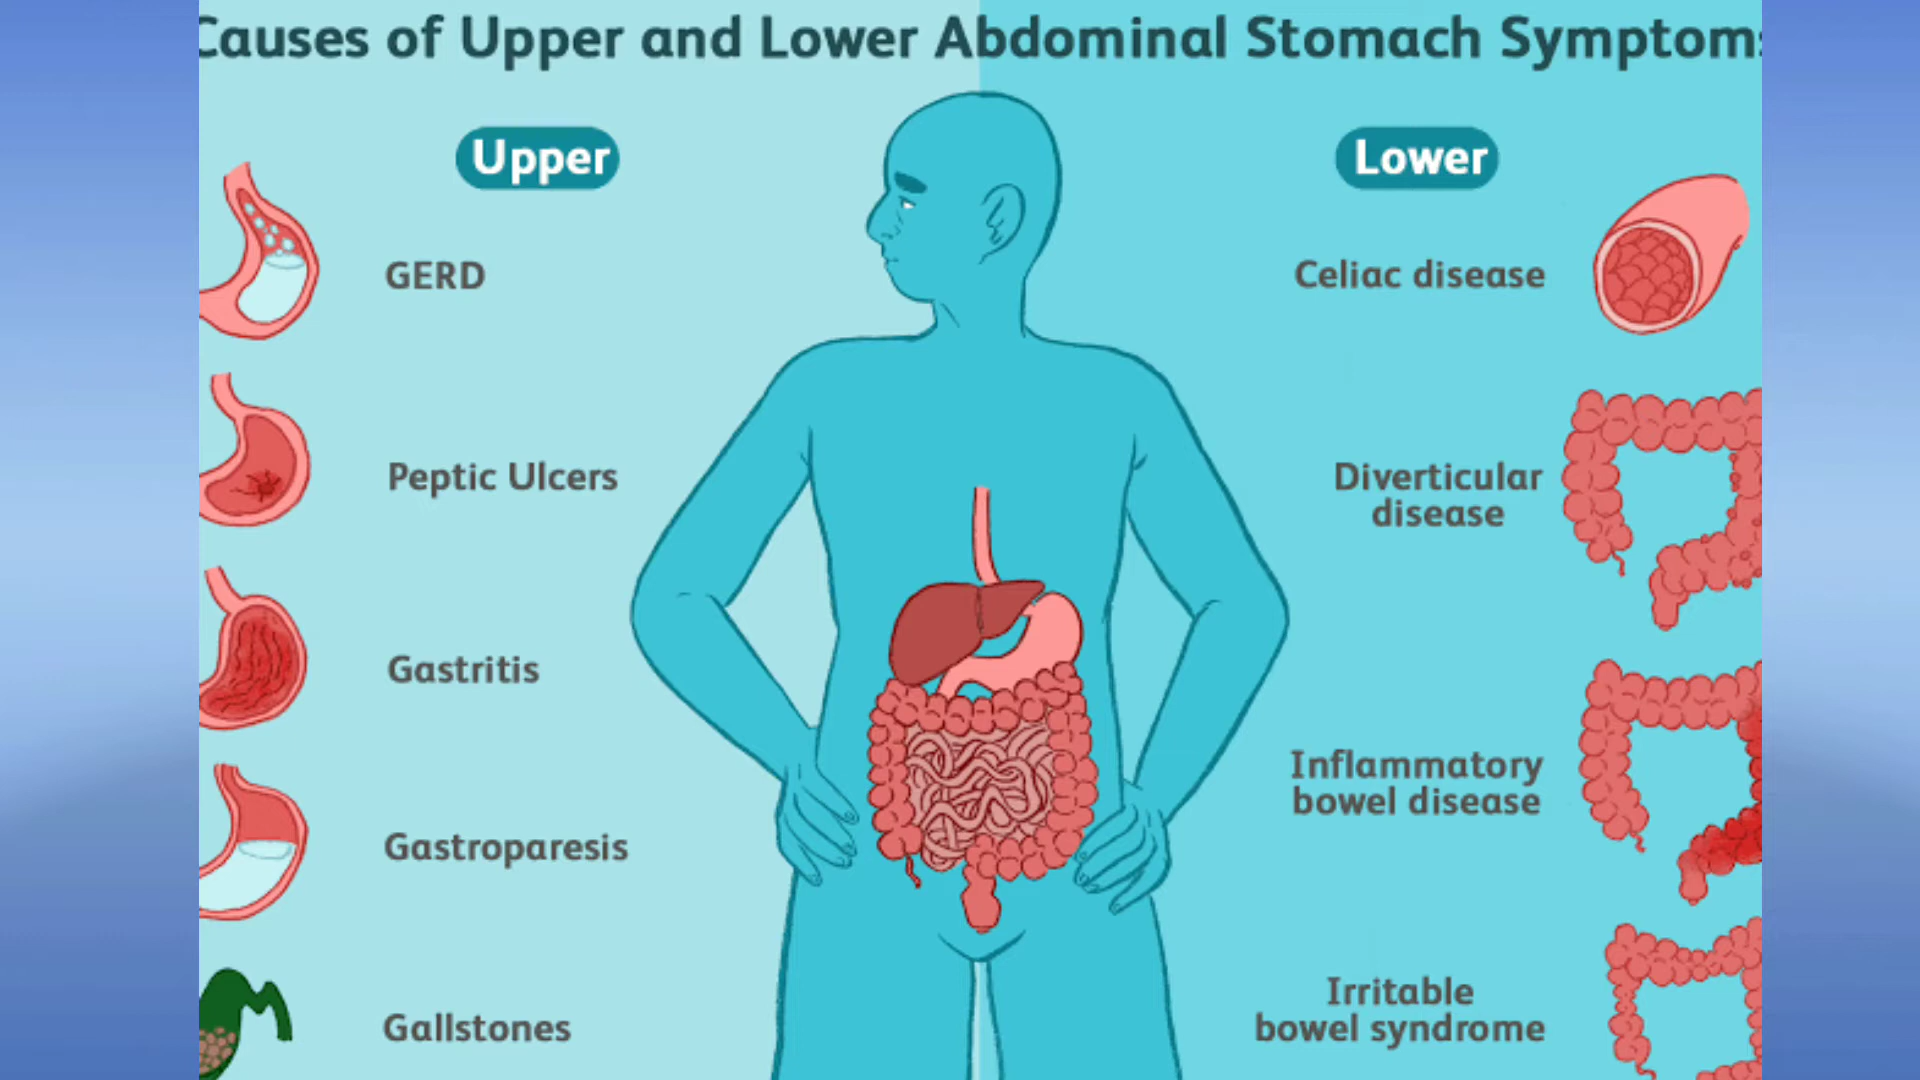 Causes of Upper and Lower Abdominal Stomach Symptoms
Upper
GERD
Peptic Ulcers
Gastritis
Gastroparesis
Gallstones
Lower
Celiac disease
Diverticular
disease
Inflammatory
bowel disease
Irritable
bowel syndrome